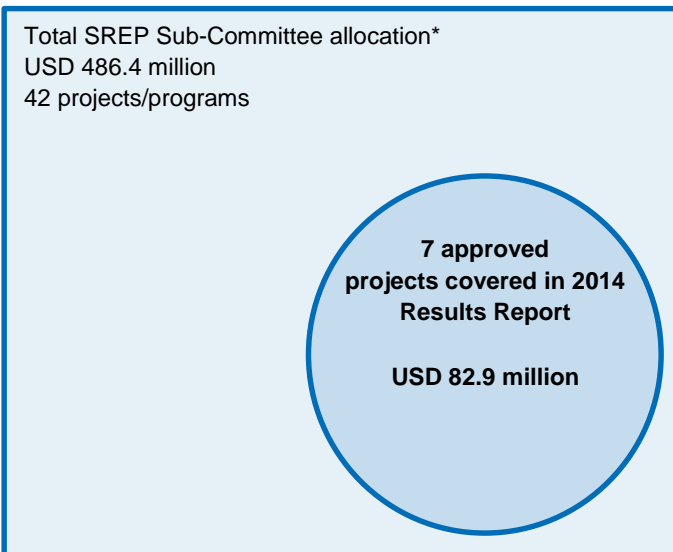 Total SREP Sub-Committee allocation*
USD 486.4 million
42 projects/programs
7 approved
projects covered in 2014
Results Report
USD 82.9 million